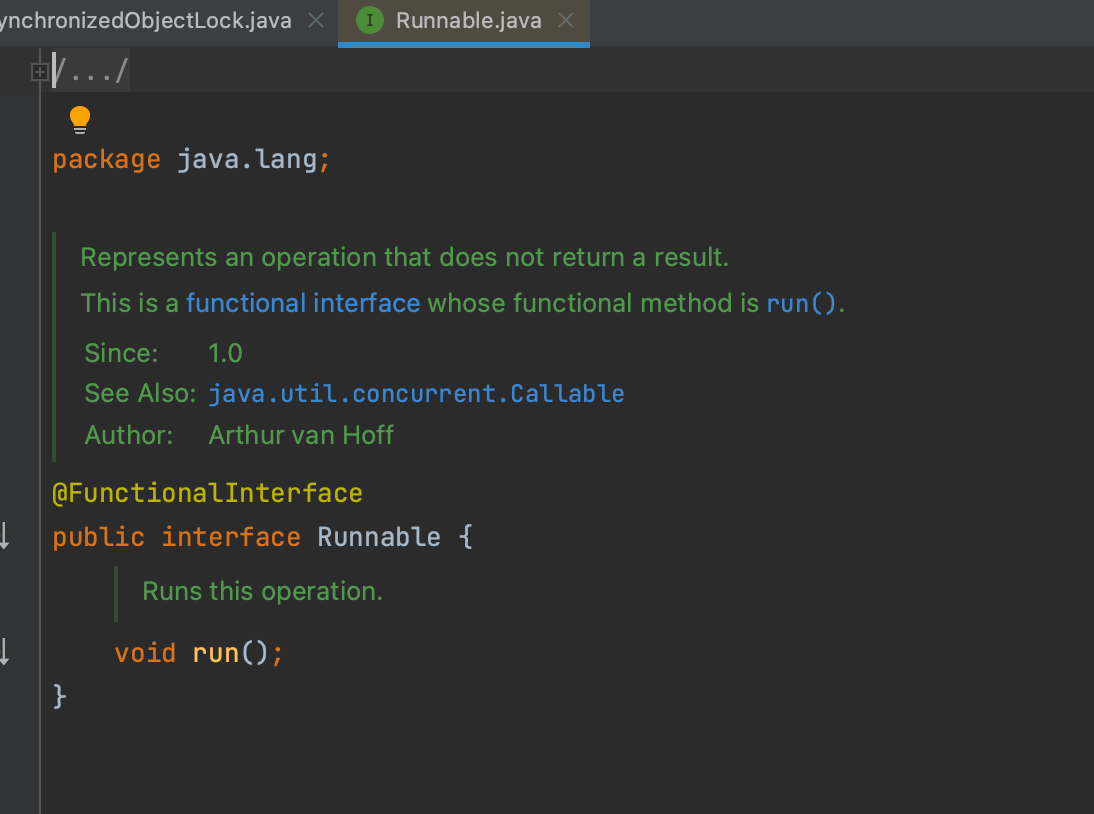 ynchronizedObjectLock.java
I Runnable.java
/.../
package java.lang;
Represents an operation that does not return a result.
This is a functional interface whose functional method is run().
Since: 1.0
See Also: java.util.concurrent.Callable
Author: Arthur van Hoff
@FunctionalInterface
public interface Runnable {
Runs this operation.
void run();
}